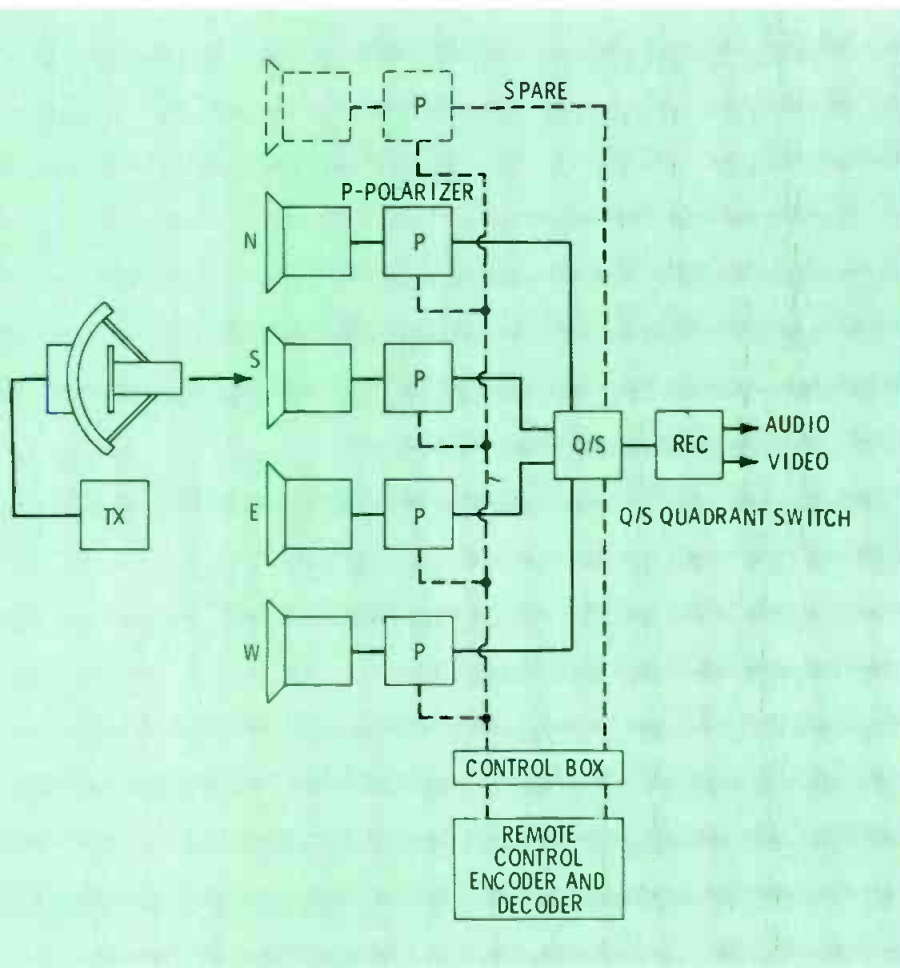 P
SPARE
P-POLARIZER
N
P
S
P
Q/S
REC
AUDIO
VIDEO
TX
E
P
Q/S QUADRANT SWITCH
W
P
CONTROL BOX
REMOTE
CONTROL
ENCODER AND
DECODER